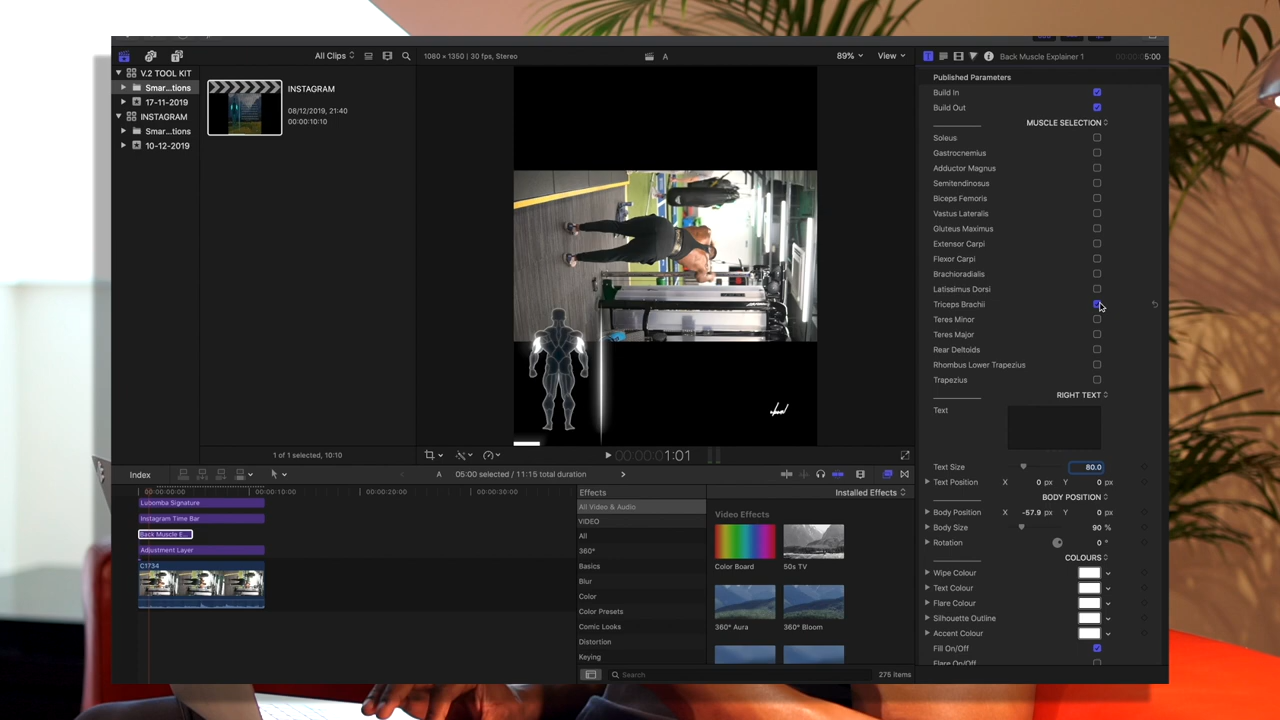 All Clips
1080 × 1350 | 30 fps, Stereo
A
89%
View
Back Muscle Explainer 1
5:00
V.2 TOOL KIT
Smar...tions
17-11-2019
INSTAGRAM
Smar...tions
10-12-2019
INSTAGRAM
08/12/2019, 21:40
00:00:10:10
1 of 1 selected, 10:10
00:00:00:01:01
Published Parameters
Build In
Build Out
MUSCLE SELECTION
Soleus
Gastrocnemius
Adductor Magnus
Semitendinosus
Biceps Femoris
Vastus Lateralis
Gluteus Maximus
Extensor Carpi
Flexor Carpi
Brachioradialis
Latissimus Dorsi
Triceps Brachii
Teres Minor
Teres Major
Rear Deltoids
Rhombus Lower Trapezius
Trapezius
RIGHT TEXT
Text
Text Size 80.0
Text Position X 0 px Y 0 px
BODY POSITION
Body Position X -57.9 px Y 0 px
Body Size 90 %
Rotation 0 °
COLOURS
Wipe Colour
Text Colour
Flare Colour
Silhouette Outline
Accent Colour
Fill On/Off
Flare On/Off
Index
A 05:00 selected / 11:15 total duration
00:00:00:00
00:00:10:00
00:00:20:00
00:00:30:00
Lubomba Signature
Instagram Time Bar
Back Muscle E...
Adjustment Layer
C1734
Effects
Installed Effects
All Video & Audio
VIDEO
All
360°
Basics
Blur
Color
Color Presets
Comic Looks
Distortion
Keying
Video Effects
Color Board
50s TV
360° Aura
360° Bloom
Search
275 items